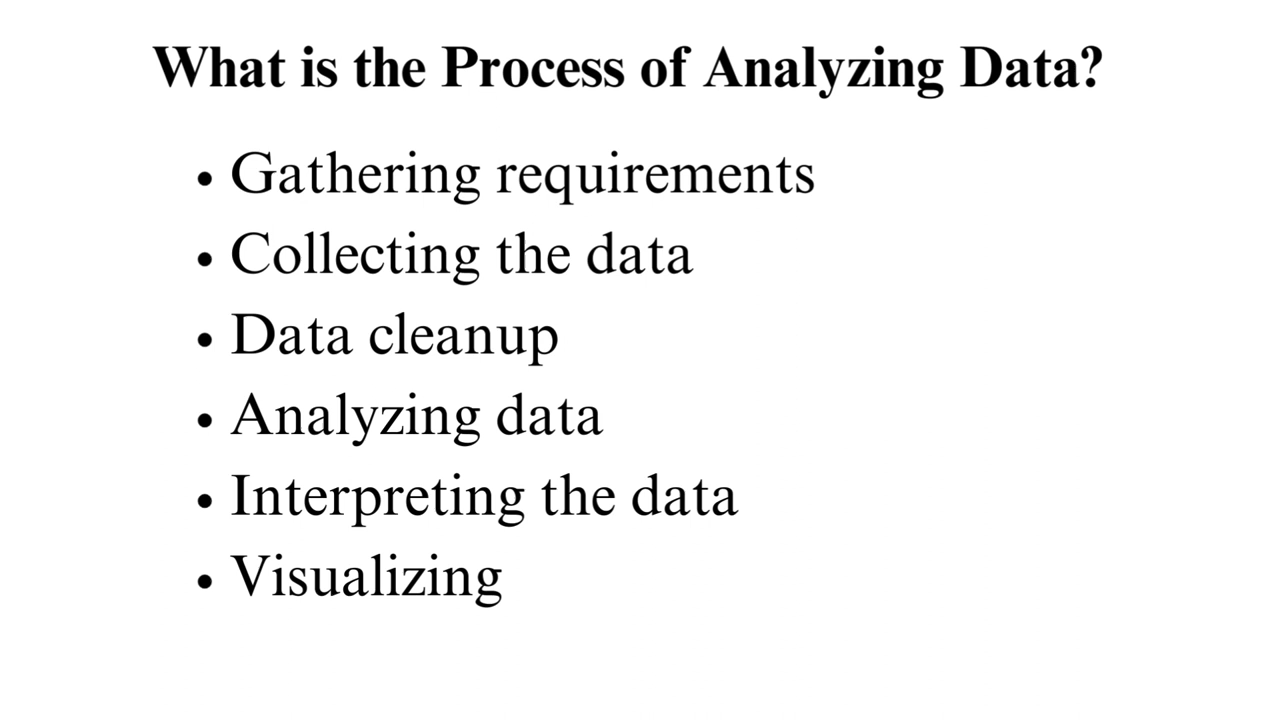 What is the Process of Analyzing Data?
• Gathering requirements
• Collecting the data
• Data cleanup
• Analyzing data
• Interpreting the data
• Visualizing